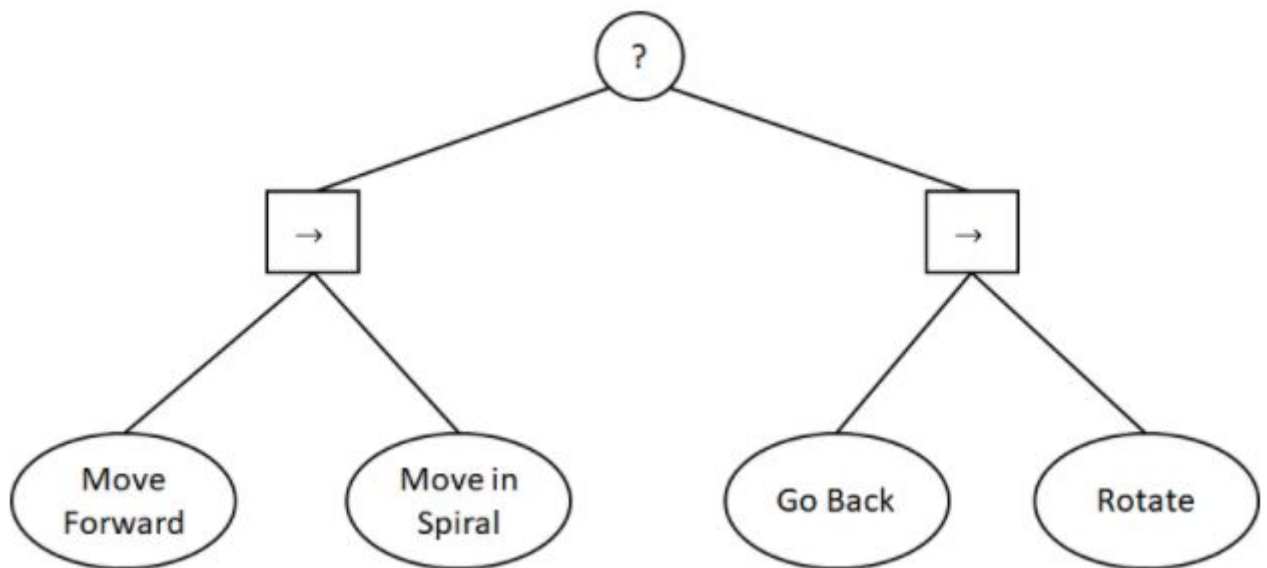 ?
→
→
Move
Forward
Move in
Spiral
Go Back
Rotate